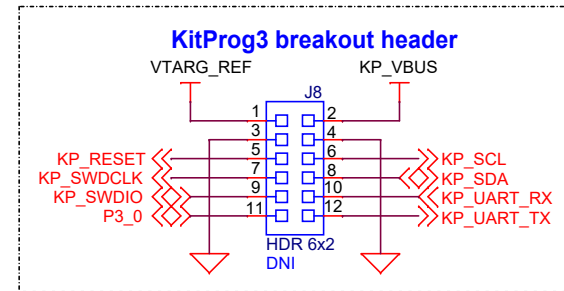 KitProg3 breakout header
VTARG_REF KP_VBUS
J8
1 2
3 4
KP_RESET 5 6 KP_SCL
KP_SWDCLK 7 8 KP_SDA
KP_SWDIO 9 10 KP_UART_RX
P3_0 11 12 KP_UART_TX
HDR 6x2
DNI